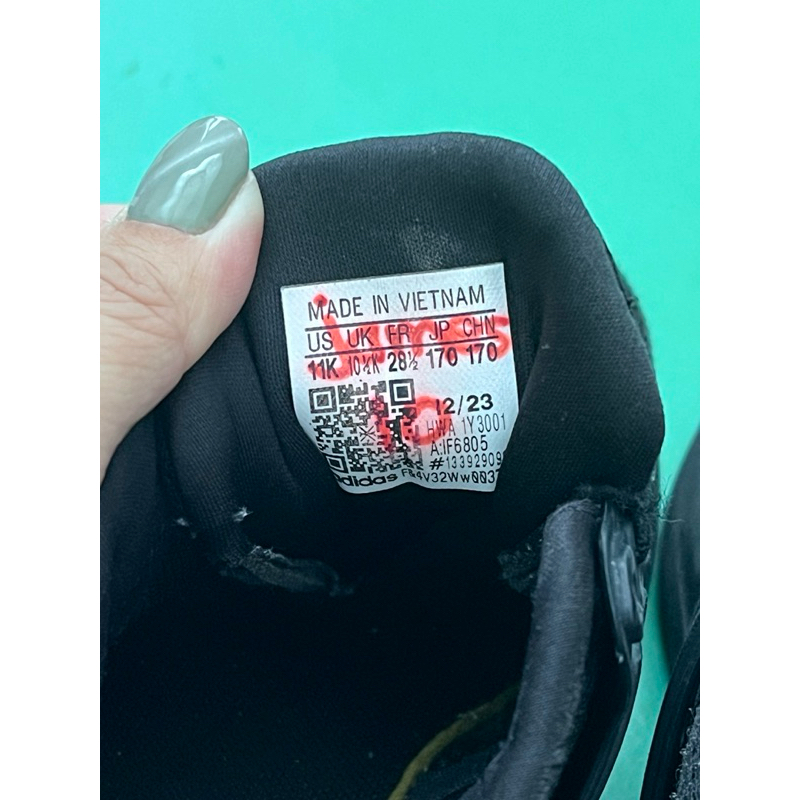 MADE IN VIETNAM
US UK FR JP CHN
11K 10½K 28½ 170 170
12/23
HWA 1Y3001
A:IF6805
#1339290
adidas